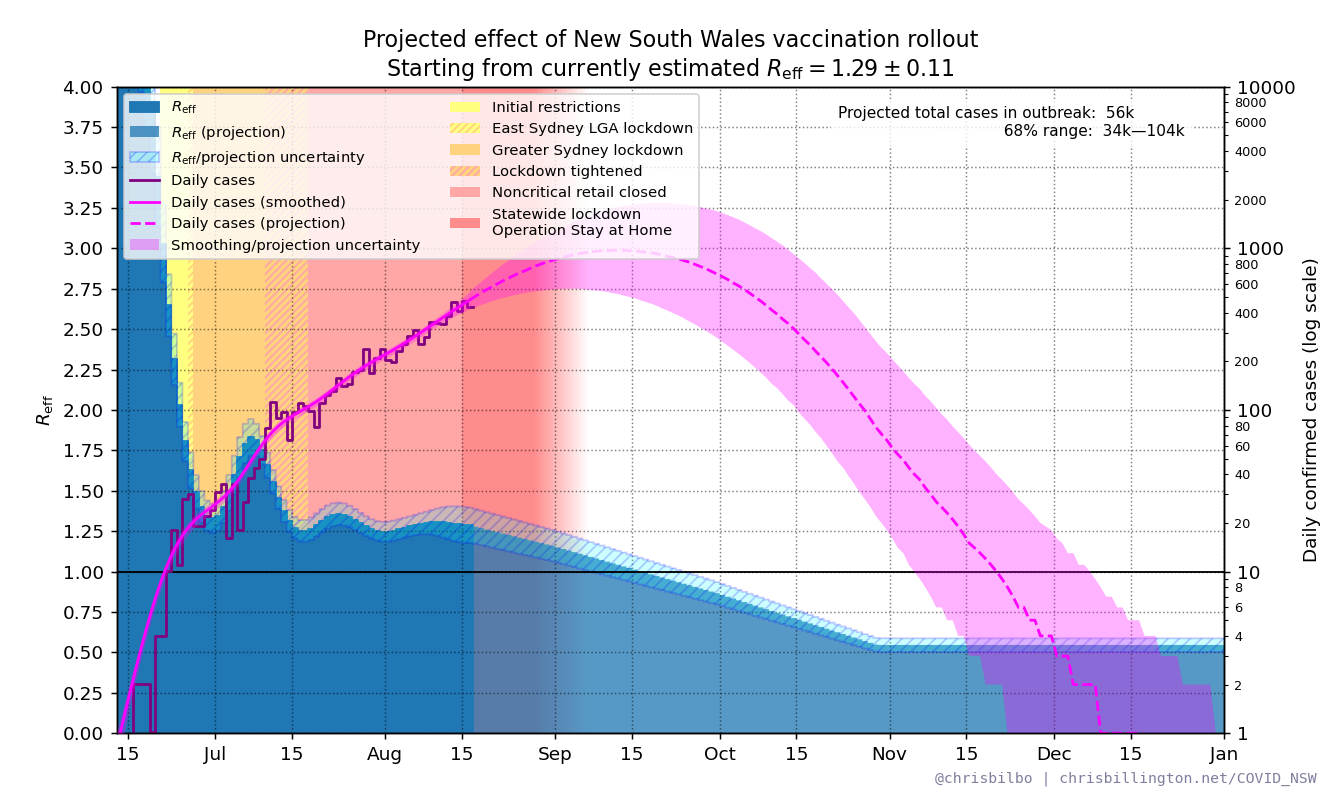 Projected effect of New South Wales vaccination rollout
Starting from currently estimated R_eff = 1.29 ± 0.11
Projected total cases in outbreak: 56k
68% range: 34k—104k
R_eff
R_eff (projection)
R_eff/projection uncertainty
Daily cases
Daily cases (smoothed)
Daily cases (projection)
Smoothing/projection uncertainty
Initial restrictions
East Sydney LGA lockdown
Greater Sydney lockdown
Lockdown tightened
Noncritical retail closed
Statewide lockdown
Operation Stay at Home
R_eff
4.00
3.75
3.50
3.25
3.00
2.75
2.50
2.25
2.00
1.75
1.50
1.25
1.00
0.75
0.50
0.25
0.00
10000
8000
6000
4000
2000
1000
800
600
400
200
100
80
60
40
20
10
8
6
4
2
1
Daily confirmed cases (log scale)
15 Jul 15 Aug 15 Sep 15 Oct 15 Nov 15 Dec 15 Jan
@chrisbilbo | chrisbillington.net/COVID_NSW